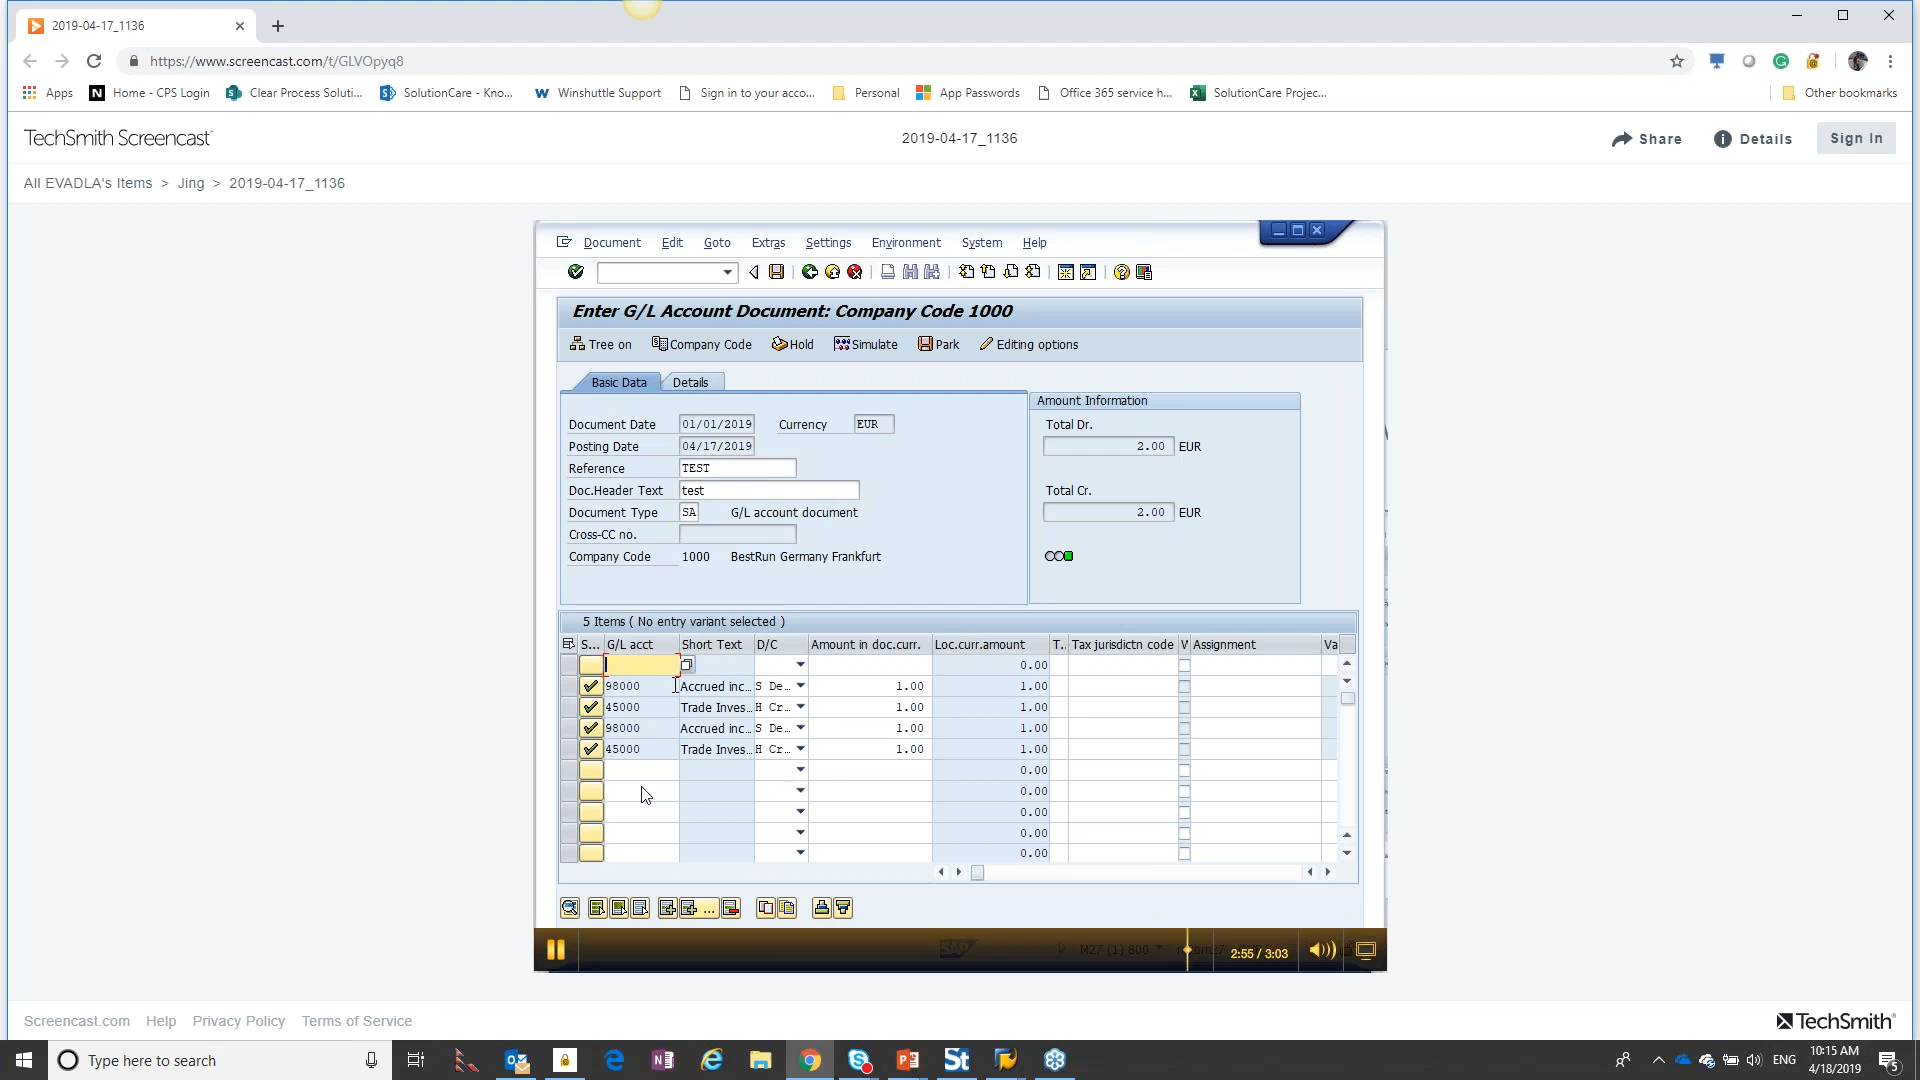 2019-04-17_1136
https://www.screencast.com/t/GLVOpyq8
Apps
Home - CPS Login
Clear Process Soluti...
SolutionCare - Kno...
Winshuttle Support
Sign in to your acco...
Personal
App Passwords
Office 365 service h...
SolutionCare Projec...
Other bookmarks
TechSmith Screencast
2019-04-17_1136
Share
Details
Sign In
All EVADLA's Items > Jing > 2019-04-17_1136
Document Edit Goto Extras Settings Environment System Help
Enter G/L Account Document: Company Code 1000
Tree on Company Code Hold Simulate Park Editing options
Basic Data Details
Amount Information
Document Date 01/01/2019 Currency EUR
Total Dr.
Posting Date 04/17/2019
2.00 EUR
Reference TEST
Doc.Header Text test
Total Cr.
Document Type SA G/L account document
2.00 EUR
Cross-CC no.
Company Code 1000 BestRun Germany Frankfurt
5 Items ( No entry variant selected )
S... G/L acct Short Text D/C Amount in doc.curr. Loc.curr.amount T.. Tax jurisdictn code V Assignment Va
0.00
98000 Accrued inc... S De... 1.00 1.00
45000 Trade Inves... H Cr... 1.00 1.00
98000 Accrued inc... S De... 1.00 1.00
45000 Trade Inves... H Cr... 1.00 1.00
0.00
0.00
0.00
0.00
0.00
SAP M27 (1) 800
2:55 / 3:03
Screencast.com Help Privacy Policy Terms of Service
TechSmith
Type here to search
ENG
10:15 AM
4/18/2019
5